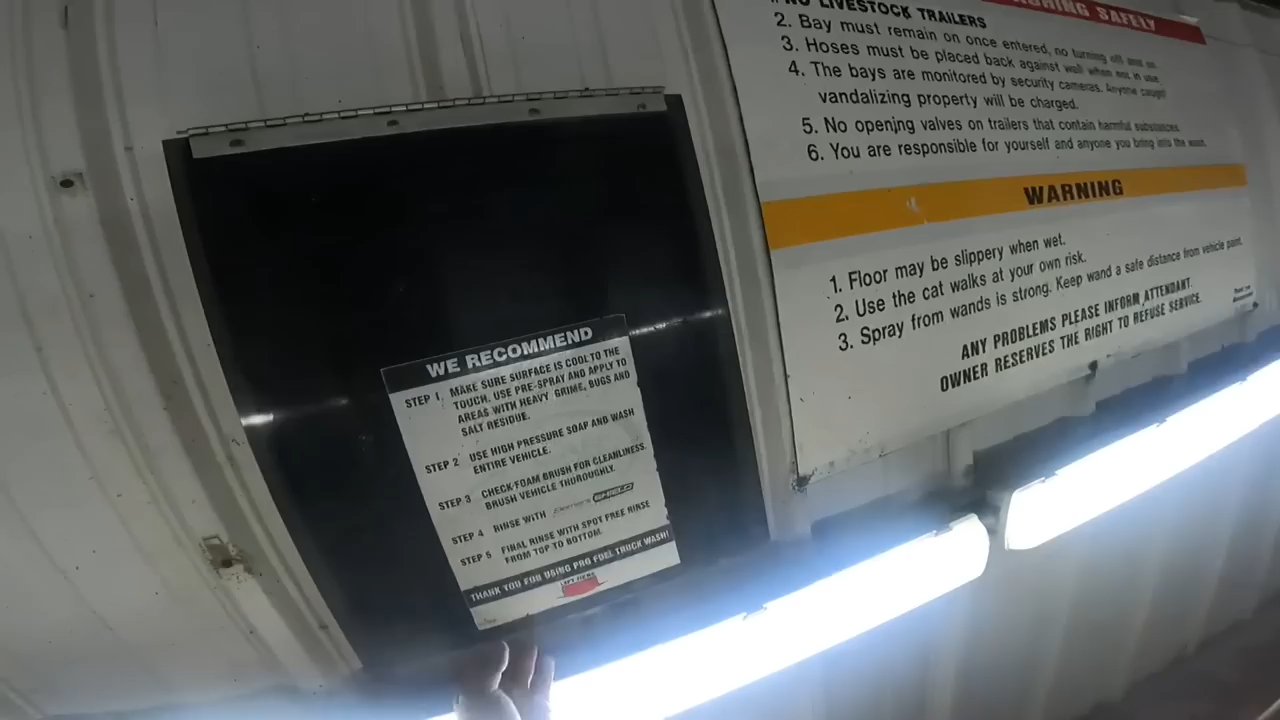 WE RECOMMEND
STEP 1 MAKE SURE SURFACE IS COOL TO THE
TOUCH. USE PRE-SPRAY AND APPLY TO
AREAS WITH HEAVY GRIME, BUGS AND
SALT RESIDUE.
STEP 2 USE HIGH PRESSURE SOAP AND WASH
ENTIRE VEHICLE.
STEP 3 CHECK FOAM BRUSH FOR CLEANLINESS.
BRUSH VEHICLE THOROUGHLY.
STEP 4 RINSE WITH SHIELD
STEP 5 FINAL RINSE WITH SPOT FREE RINSE
FROM TOP TO BOTTOM.
THANK YOU FOR USING PRO FUEL TRUCK WASH!
LIFT HERE
SAFELY
NO LIVESTOCK TRAILERS
2. Bay must remain on once entered, no turning off and on.
3. Hoses must be placed back against wall when not in use.
4. The bays are monitored by security cameras. Anyone caught
vandalizing property will be charged.
5. No opening valves on trailers that contain harmful substances.
6. You are responsible for yourself and anyone you bring into the wash.
WARNING
1. Floor may be slippery when wet.
2. Use the cat walks at your own risk.
3. Spray from wands is strong. Keep wand a safe distance from vehicle paint.
ANY PROBLEMS PLEASE INFORM ATTENDANT.
OWNER RESERVES THE RIGHT TO REFUSE SERVICE.